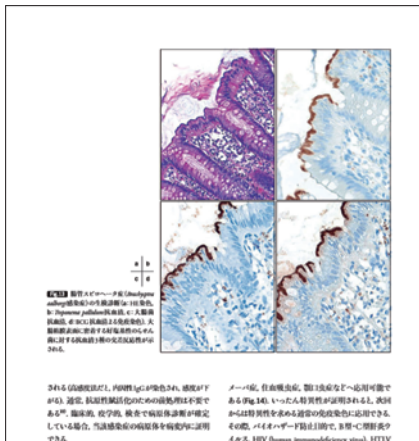 a b
c d
Fig.13 腸管スピロヘータ症(Brachyspira
aalborgi感染症)の生検診断(a: HE染色,
b: Treponema pallidum抗血清, c: 大腸菌
抗血清, d: BCG抗血清による免疫染色). 大
腸粘膜表面に密着する好塩基性のらせん
菌に対する抗血清3種の交差反応性が示
される.
される(高感度法だと, 内因性IgGが染色され, 感度が下
がる). 通常, 抗原性賦活化のための前処理は不要で
ある. 臨床的, 疫学的, 検査で病原体診断が確定
している場合, 当該感染症の病原体を病変内に証明
できる.
メーバ症, 住血吸虫症, 顎口虫症などへ応用可能で
ある(Fig.14). いったん特異性が証明されると, 次回
からは特異性を求める通常の免疫染色に応用できる.
その際, バイオハザード防止目的で, B型・C型肝炎ウ
イルス, HIV (human immunodeficiency virus), HTLV